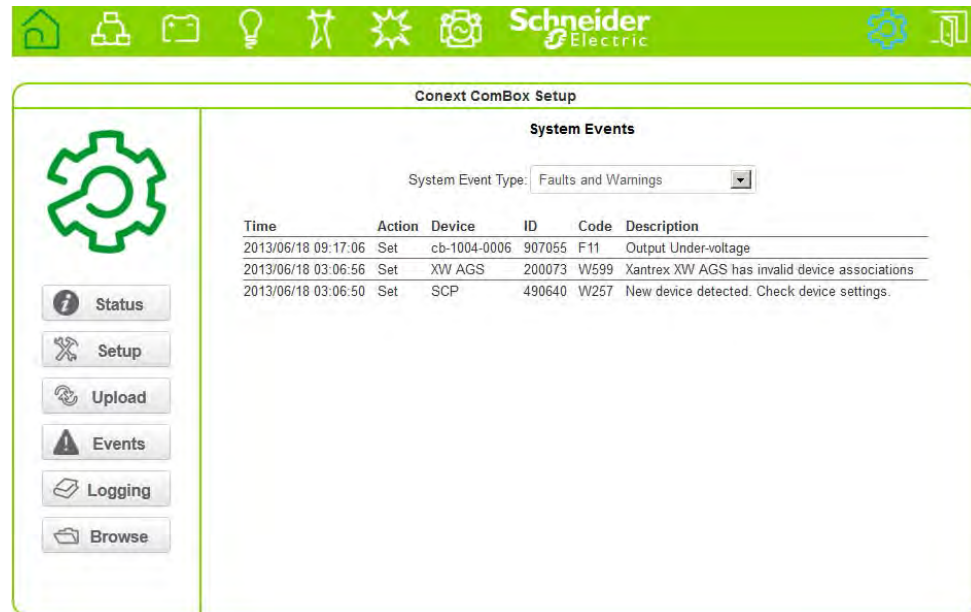 Schneider
Electric
Conext ComBox Setup
System Events
System Event Type: Faults and Warnings
Time Action Device ID Code Description
2013/06/18 09:17:06 Set cb-1004-0006 907055 F11 Output Under-voltage
2013/06/18 03:06:56 Set XW AGS 200073 W599 Xantrex XW AGS has invalid device associations
2013/06/18 03:06:50 Set SCP 490640 W257 New device detected. Check device settings.
Status
Setup
Upload
Events
Logging
Browse